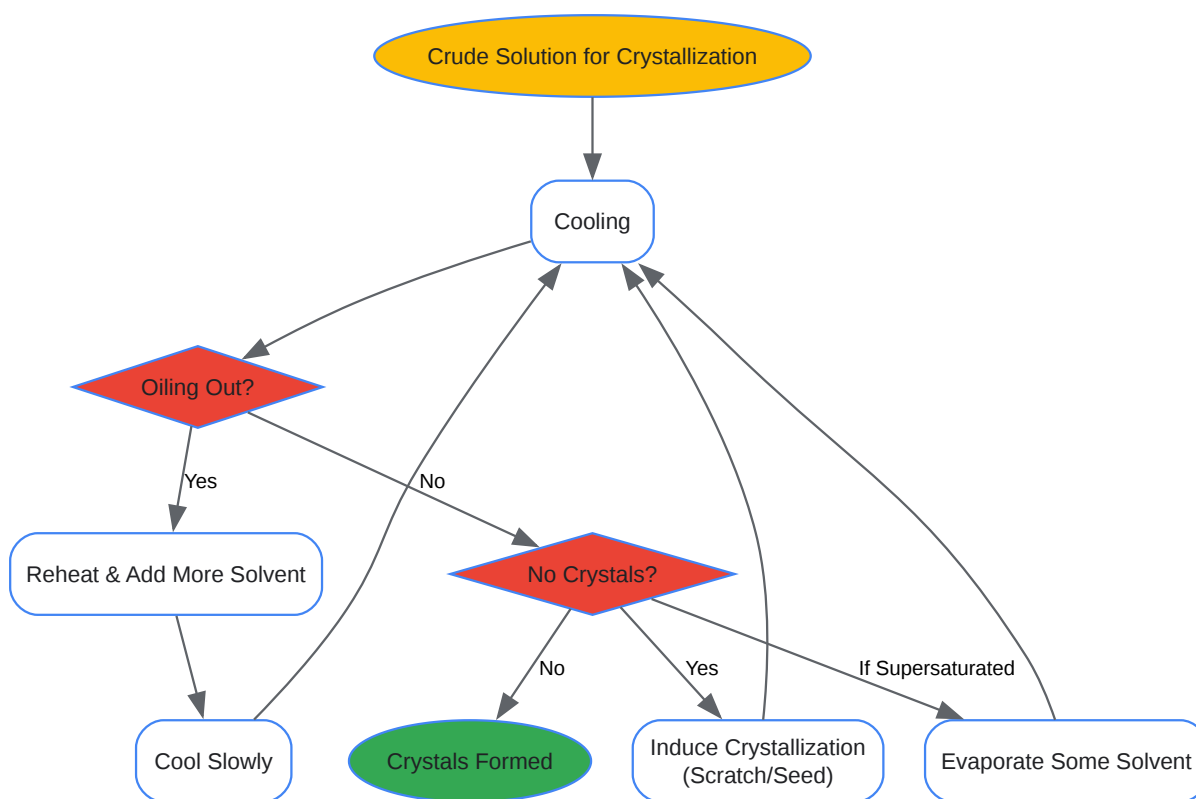 Crude Solution for Crystallization
Cooling
Oiling Out?
Yes
No
Reheat & Add More Solvent
No Crystals?
No
Yes
If Supersaturated
Cool Slowly
Crystals Formed
Induce Crystallization
(Scratch/Seed)
Evaporate Some Solvent